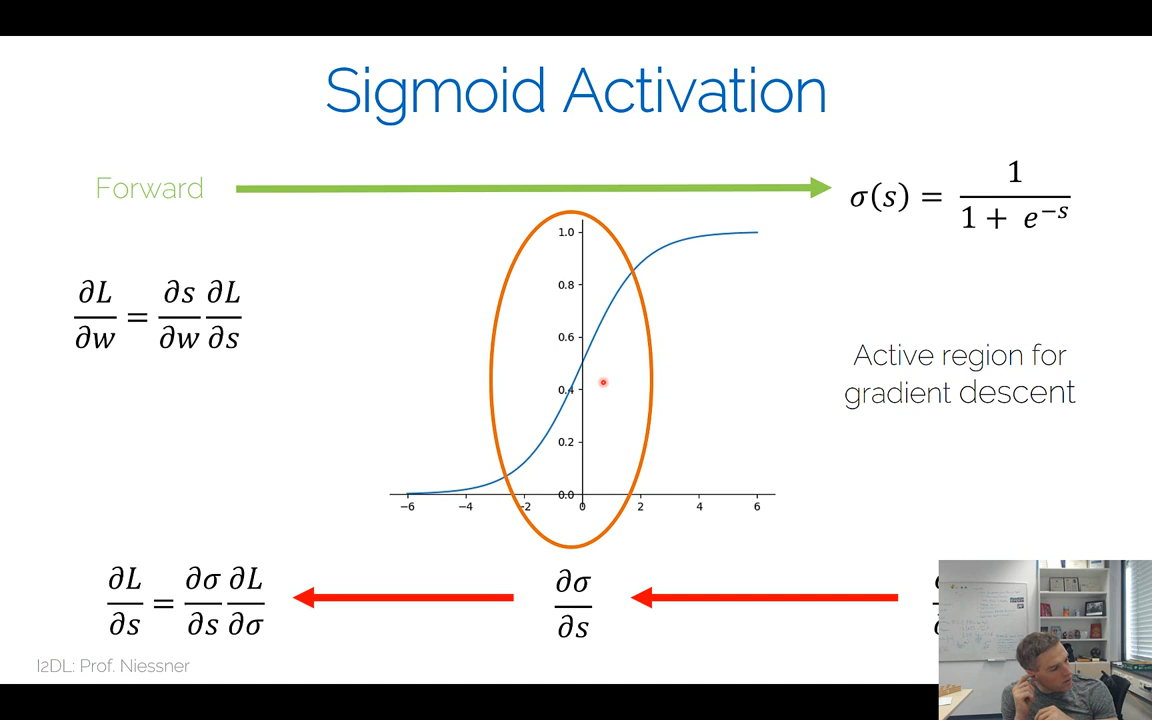 Sigmoid Activation
Forward
σ(s) = 1 / (1 + e^{−s})
1.0
0.8
0.6
0.4
0.2
0.0
−6 −4 −2 0 2 4 6
∂L/∂w = ∂s/∂w ∂L/∂s
Active region for
gradient descent
∂L/∂s = ∂σ/∂s ∂L/∂σ
∂σ/∂s
I2DL: Prof. Niessner